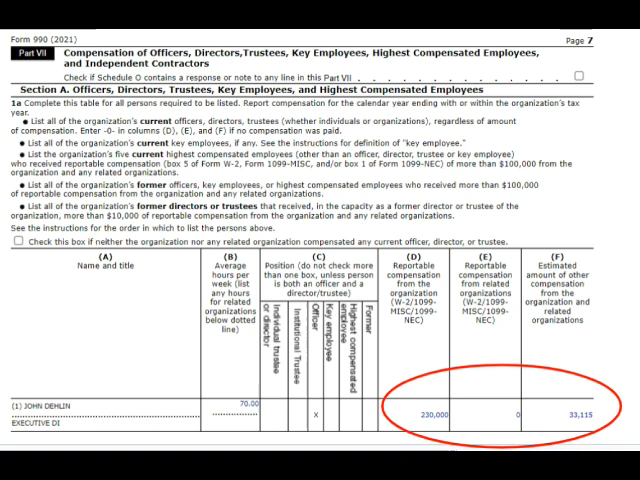 Form 990 (2021) Page 7
Part VII Compensation of Officers, Directors,Trustees, Key Employees, Highest Compensated Employees,
and Independent Contractors
Check if Schedule O contains a response or note to any line in this Part VII . . . . . . . . . . . . . . .
Section A. Officers, Directors, Trustees, Key Employees, and Highest Compensated Employees
1a Complete this table for all persons required to be listed. Report compensation for the calendar year ending with or within the organization's tax
year.
● List all of the organization's current officers, directors, trustees (whether individuals or organizations), regardless of amount
of compensation. Enter -0- in columns (D), (E), and (F) if no compensation was paid.
● List all of the organization's current key employees, if any. See the instructions for definition of "key employee."
● List the organization's five current highest compensated employees (other than an officer, director, trustee or key employee)
who received reportable compensation (box 5 of Form W-2, Form 1099-MISC, and/or box 1 of Form 1099-NEC) of more than $100,000 from the
organization and any related organizations.
● List all of the organization's former officers, key employees, or highest compensated employees who received more than $100,000
of reportable compensation from the organization and any related organizations.
● List all of the organization's former directors or trustees that received, in the capacity as a former director or trustee of the
organization, more than $10,000 of reportable compensation from the organization and any related organizations.
See the instructions for the order in which to list the persons above.
Check this box if neither the organization nor any related organization compensated any current officer, director, or trustee.
(A)
Name and title
(B)
Average
hours per
week (list
any hours
for related
organizations
below dotted
line)
(C)
Position (do not check more
than one box, unless person
is both an officer and a
director/trustee)
Individual trustee
or director
Institutional Trustee
Officer
Key employee
Highest compensated
employee
Former
(D)
Reportable
compensation
from the
organization
(W-2/1099-
MISC/1099-
NEC)
(E)
Reportable
compensation
from related
organizations
(W-2/1099-
MISC/1099-
NEC)
(F)
Estimated
amount of other
compensation
from the
organization and
related
organizations
(1) JOHN DEHLIN 70.00
X 230,000 0 33,115
EXECUTIVE DI